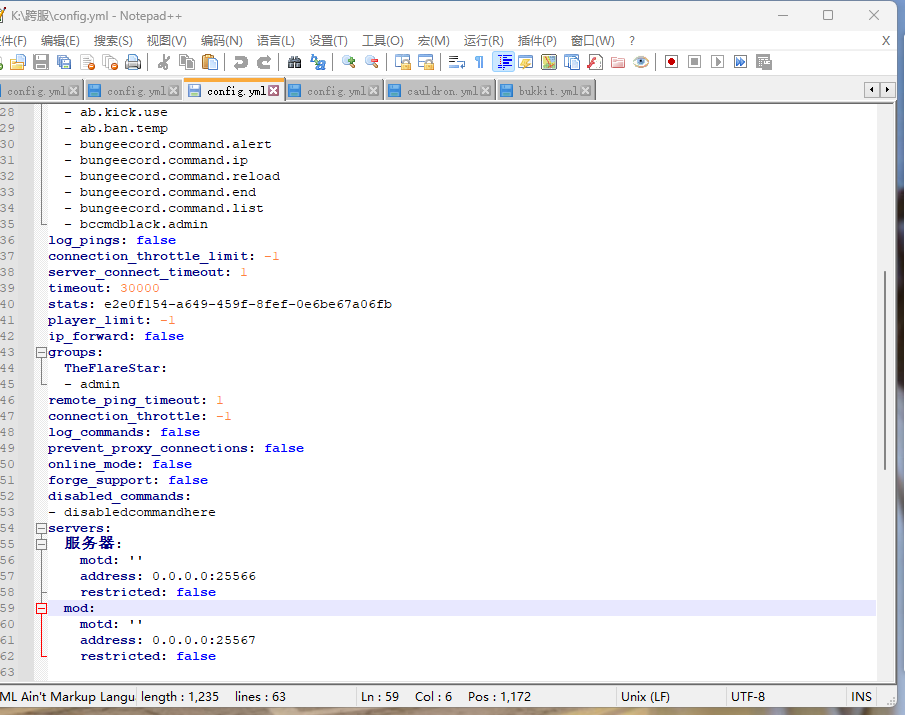 K:\跨服\config.yml - Notepad++
件(F) 编辑(E) 搜索(S) 视图(V) 编码(N) 语言(L) 设置(T) 工具(O) 宏(M) 运行(R) 插件(P) 窗口(W) ? X
config.yml config.yml config.yml config.yml cauldron.yml bukkit.yml
28 - ab.kick.use
29 - ab.ban.temp
30 - bungeecord.command.alert
31 - bungeecord.command.ip
32 - bungeecord.command.reload
33 - bungeecord.command.end
34 - bungeecord.command.list
35 - bccmdblack.admin
36 log_pings: false
37 connection_throttle_limit: -1
38 server_connect_timeout: 1
39 timeout: 30000
40 stats: e2e0f154-a649-459f-8fef-0e6be67a06fb
41 player_limit: -1
42 ip_forward: false
43 groups:
44 TheFlareStar:
45 - admin
46 remote_ping_timeout: 1
47 connection_throttle: -1
48 log_commands: false
49 prevent_proxy_connections: false
50 online_mode: false
51 forge_support: false
52 disabled_commands:
53 - disabledcommandhere
54 servers:
55 服务器:
56 motd: ''
57 address: 0.0.0.0:25566
58 restricted: false
59 mod:
60 motd: ''
61 address: 0.0.0.0:25567
62 restricted: false
63
ML Ain't Markup Langu length : 1,235 lines : 63 Ln : 59 Col : 6 Pos : 1,172 Unix (LF) UTF-8 INS